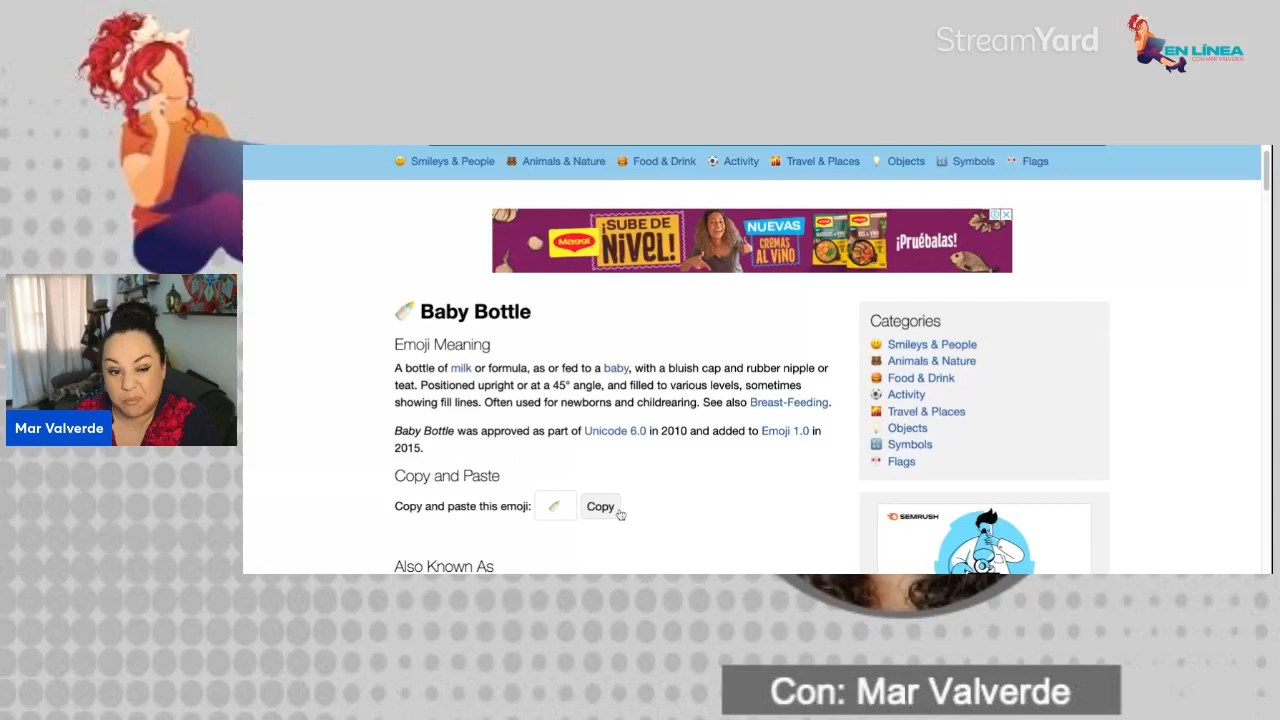 StreamYard
EN LÍNEA
CON MAR VALVERDE
Smileys & People
Animals & Nature
Food & Drink
Activity
Travel & Places
Objects
Symbols
Flags
Maggi
¡SUBE DE
NIVEL!
NUEVAS
CREMAS
AL VINO
¡Pruébalas!
Baby Bottle
Emoji Meaning
A bottle of milk or formula, as or fed to a baby, with a bluish cap and rubber nipple or
teat. Positioned upright or at a 45° angle, and filled to various levels, sometimes
showing fill lines. Often used for newborns and childrearing. See also Breast-Feeding.
Baby Bottle was approved as part of Unicode 6.0 in 2010 and added to Emoji 1.0 in
2015.
Copy and Paste
Copy and paste this emoji:
Copy
Also Known As
Categories
Smileys & People
Animals & Nature
Food & Drink
Activity
Travel & Places
Objects
Symbols
Flags
SEMRUSH
Mar Valverde
Con: Mar Valverde